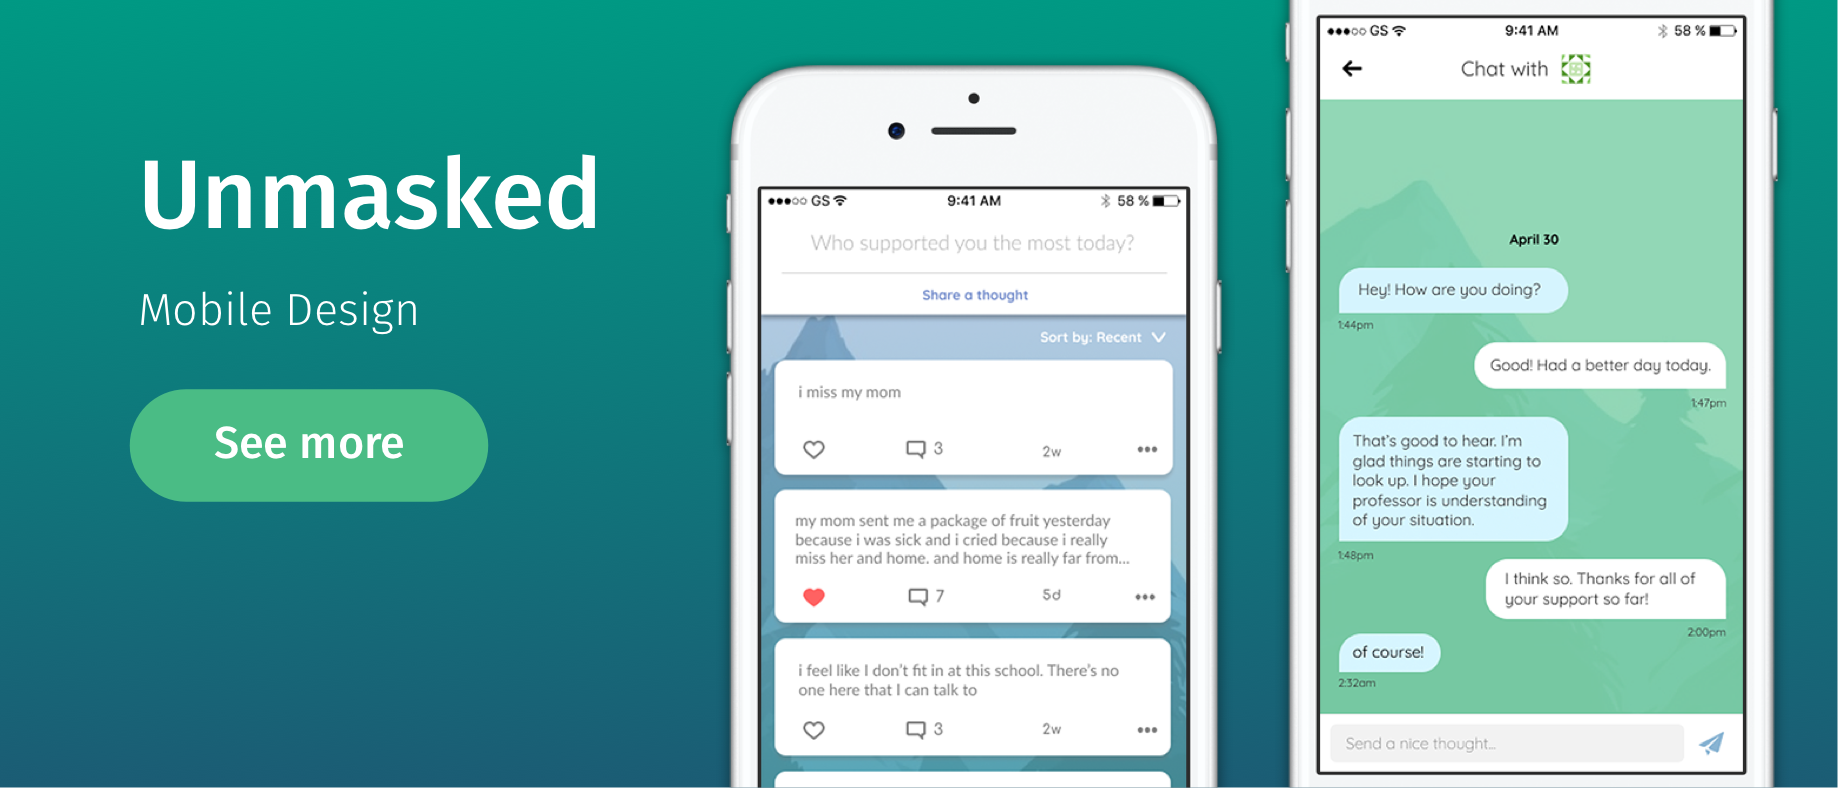 Unmasked
Mobile Design
See more
GS 9:41 AM 58 %
Who supported you the most today?
Share a thought
Sort by: Recent
i miss my mom
3 2w
my mom sent me a package of fruit yesterday
because i was sick and i cried because i really
miss her and home. and home is really far from...
7 5d
i feel like I don't fit in at this school. There's no
one here that I can talk to
3 2w
GS 9:41 AM 58 %
Chat with
April 30
Hey! How are you doing?
1:44pm
Good! Had a better day today.
1:47pm
That's good to hear. I'm
glad things are starting to
look up. I hope your
professor is understanding
of your situation.
1:48pm
I think so. Thanks for all of
your support so far!
2:00pm
of course!
2:32am
Send a nice thought...